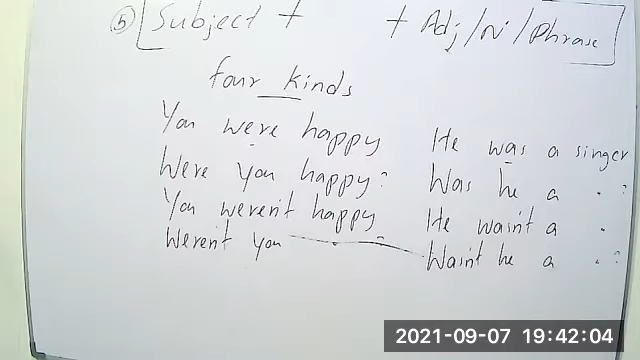 ⑤ Subject + + Adj/N/Phrase
four kinds
You were happy
Were you happy?
You weren't happy
Weren't you ?
He was a singer
Was he a ?
He wasn't a .
Wasn't he a ?
2021-09-07 19:42:04